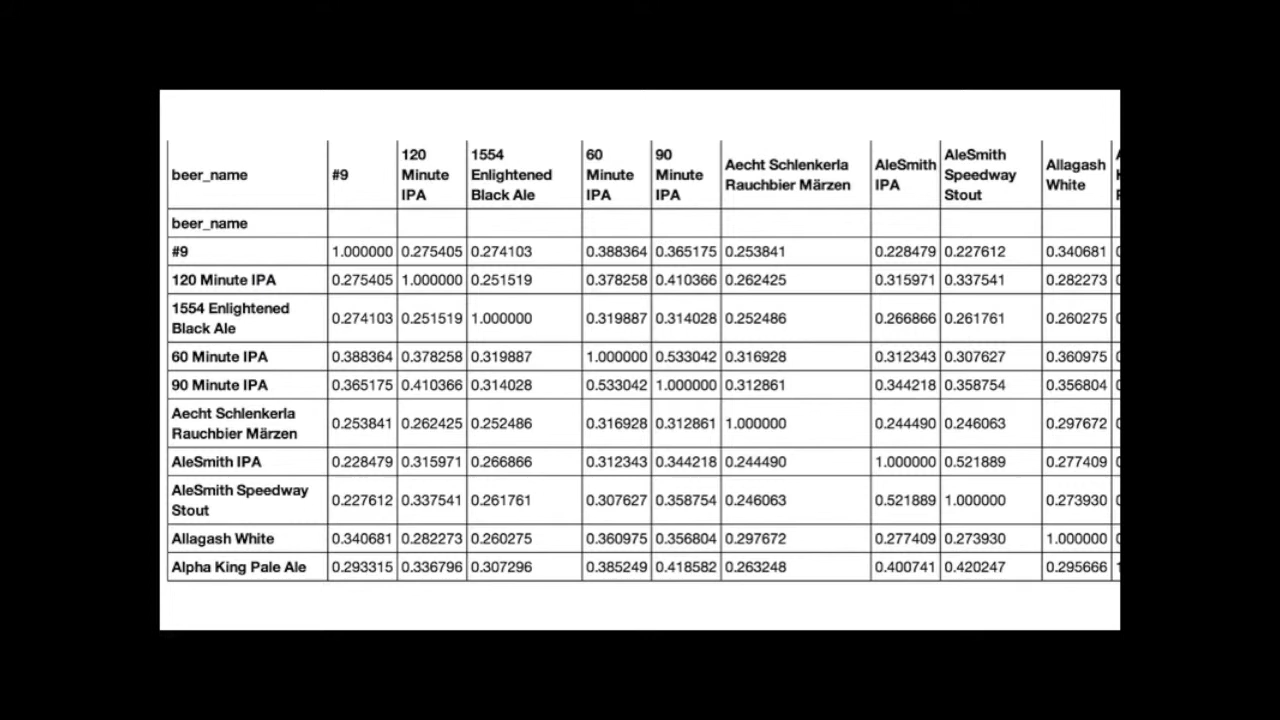 beer_name #9 120 Minute IPA 1554 Enlightened Black Ale 60 Minute IPA 90 Minute IPA Aecht Schlenkerla Rauchbier Märzen AleSmith IPA AleSmith Speedway Stout Allagash White
beer_name
#9 1.000000 0.275405 0.274103 0.388364 0.365175 0.253841 0.228479 0.227612 0.340681
120 Minute IPA 0.275405 1.000000 0.251519 0.378258 0.410366 0.262425 0.315971 0.337541 0.282273
1554 Enlightened Black Ale 0.274103 0.251519 1.000000 0.319887 0.314028 0.252486 0.266866 0.261761 0.260275
60 Minute IPA 0.388364 0.378258 0.319887 1.000000 0.533042 0.316928 0.312343 0.307627 0.360975
90 Minute IPA 0.365175 0.410366 0.314028 0.533042 1.000000 0.312861 0.344218 0.358754 0.356804
Aecht Schlenkerla Rauchbier Märzen 0.253841 0.262425 0.252486 0.316928 0.312861 1.000000 0.244490 0.246063 0.297672
AleSmith IPA 0.228479 0.315971 0.266866 0.312343 0.344218 0.244490 1.000000 0.521889 0.277409
AleSmith Speedway Stout 0.227612 0.337541 0.261761 0.307627 0.358754 0.246063 0.521889 1.000000 0.273930
Allagash White 0.340681 0.282273 0.260275 0.360975 0.356804 0.297672 0.277409 0.273930 1.000000
Alpha King Pale Ale 0.293315 0.336796 0.307296 0.385249 0.418582 0.263248 0.400741 0.420247 0.295666